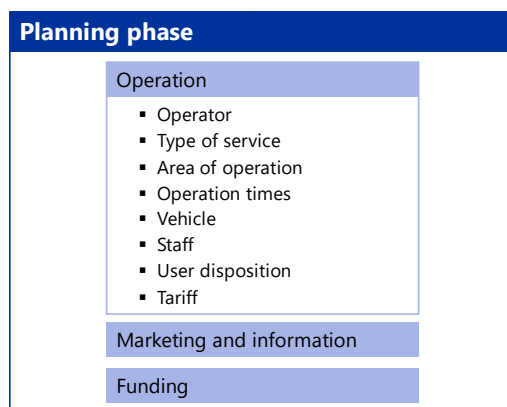 Planning phase
Operation
▪ Operator
▪ Type of service
▪ Area of operation
▪ Operation times
▪ Vehicle
▪ Staff
▪ User disposition
▪ Tariff
Marketing and information
Funding